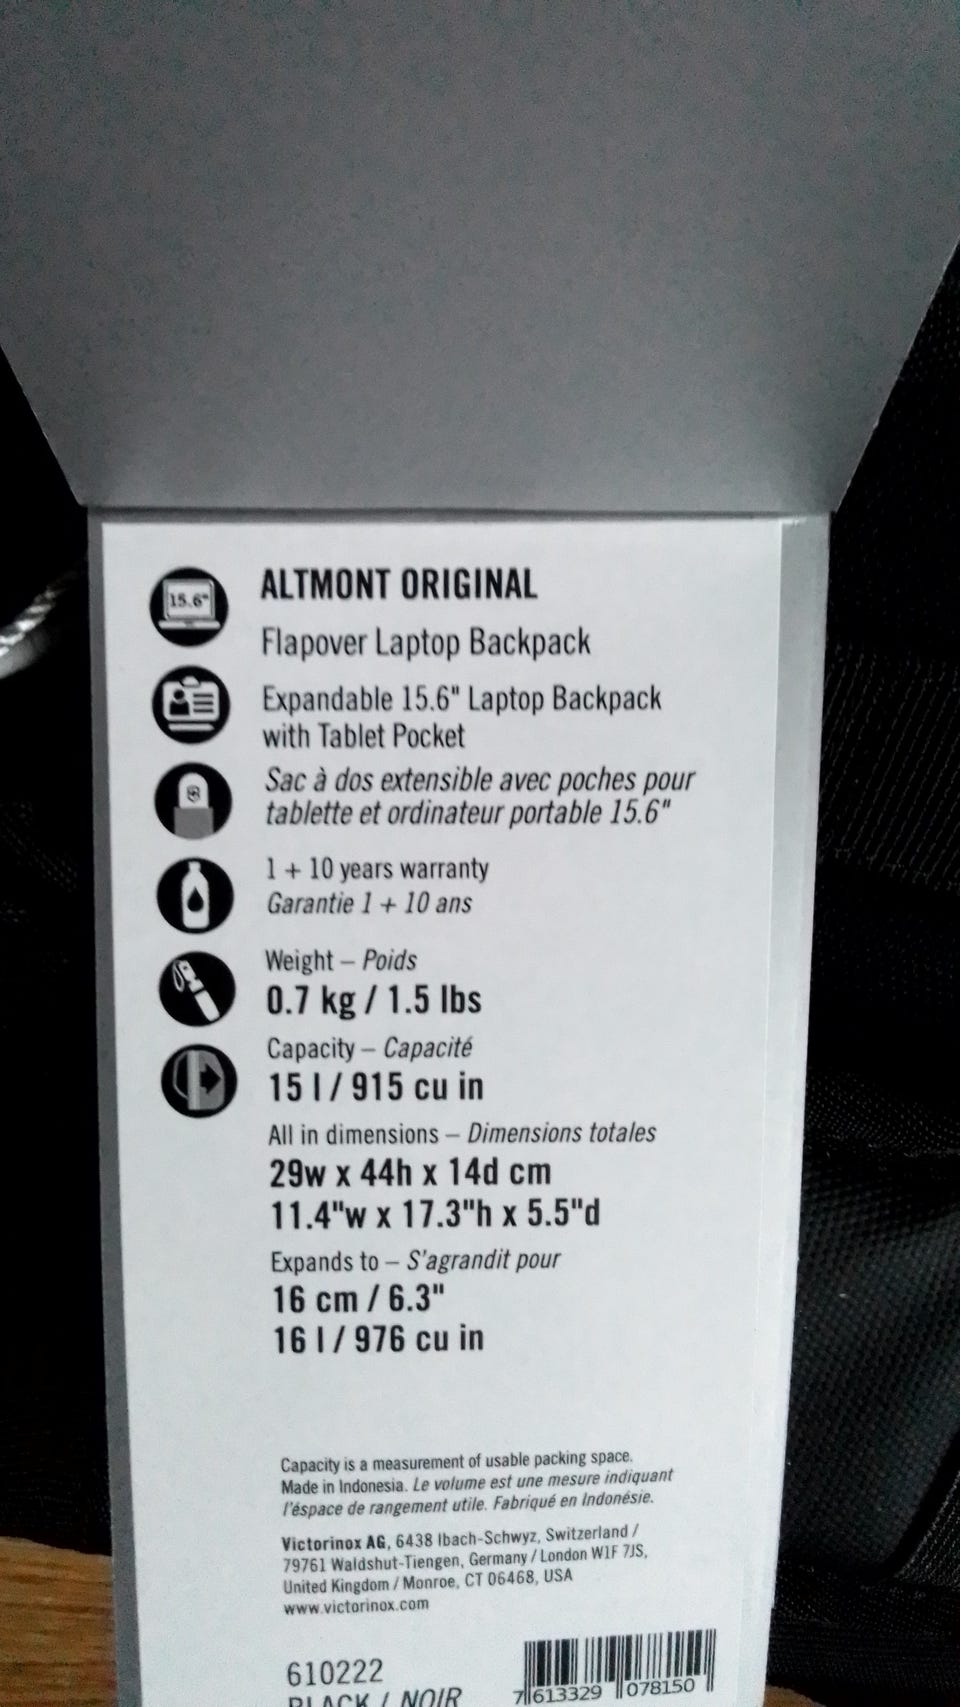 15.6"
ALTMONT ORIGINAL
Flapover Laptop Backpack
Expandable 15.6" Laptop Backpack
with Tablet Pocket
Sac à dos extensible avec poches pour
tablette et ordinateur portable 15.6"
1 + 10 years warranty
Garantie 1 + 10 ans
Weight – Poids
0.7 kg / 1.5 lbs
Capacity – Capacité
15 l / 915 cu in
All in dimensions – Dimensions totales
29w x 44h x 14d cm
11.4"w x 17.3"h x 5.5"d
Expands to – S'agrandit pour
16 cm / 6.3"
16 l / 976 cu in
Capacity is a measurement of usable packing space.
Made in Indonesia. Le volume est une mesure indiquant
l'éspace de rangement utile. Fabriqué en Indonésie.
Victorinox AG, 6438 Ibach-Schwyz, Switzerland /
79761 Waldshut-Tiengen, Germany / London W1F 7JS,
United Kingdom / Monroe, CT 06468, USA
www.victorinox.com
610222
BLACK / NOIR
7 613329 078150